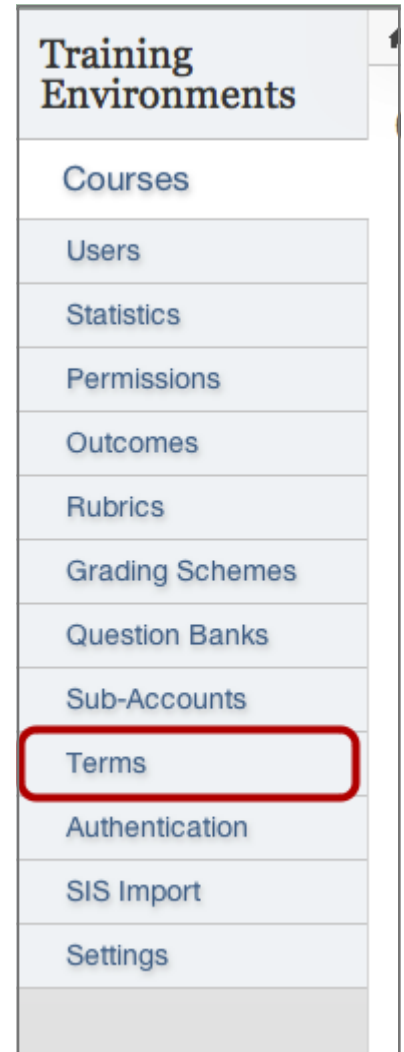 Training
Environments
Courses
Users
Statistics
Permissions
Outcomes
Rubrics
Grading Schemes
Question Banks
Sub-Accounts
Terms
Authentication
SIS Import
Settings